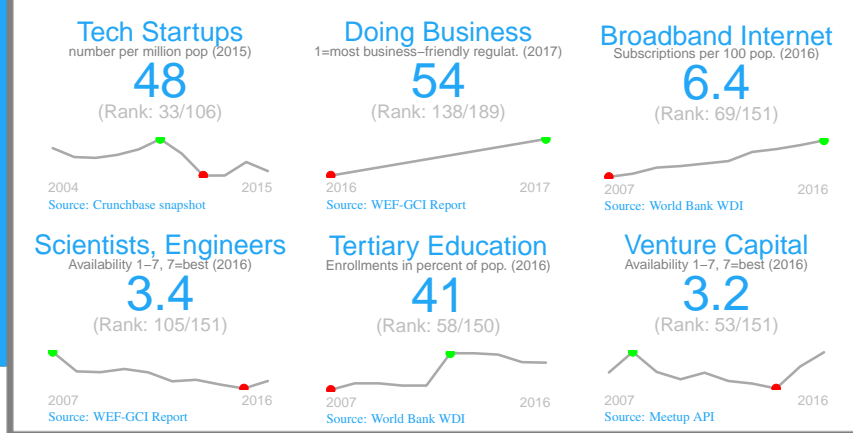 Tech Startups
number per million pop (2015)
48
(Rank: 33/106)
2004 2015
Source: Crunchbase snapshot
Doing Business
1=most business−friendly regulat. (2017)
54
(Rank: 138/189)
2016 2017
Source: WEF-GCI Report
Broadband Internet
Subscriptions per 100 pop. (2016)
6.4
(Rank: 69/151)
2007 2016
Source: World Bank WDI
Scientists, Engineers
Availability 1−7, 7=best (2016)
3.4
(Rank: 105/151)
2007 2016
Source: WEF-GCI Report
Tertiary Education
Enrollments in percent of pop. (2016)
41
(Rank: 58/150)
2007 2016
Source: World Bank WDI
Venture Capital
Availability 1−7, 7=best (2016)
3.2
(Rank: 53/151)
2007 2016
Source: Meetup API